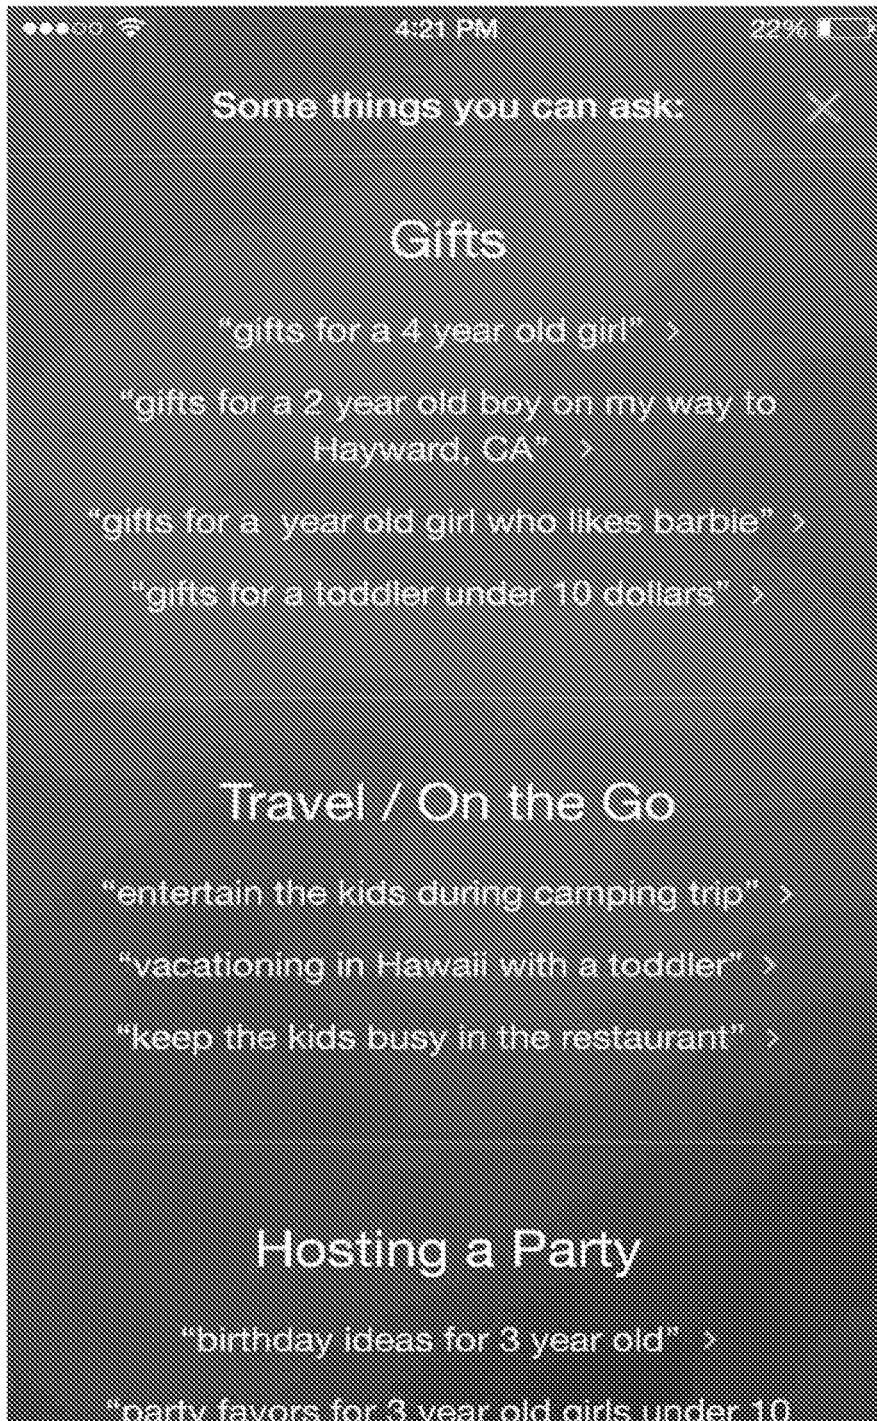 4:21 PM 22%
Some things you can ask:
Gifts
“gifts for a 4 year old girl” >
“gifts for a 2 year old boy on my way to
Hayward, CA” >
“gifts for a  year old girl who likes barbie” >
“gifts for a toddler under 10 dollars” >
Travel / On the Go
“entertain the kids during camping trip” >
“vacationing in Hawaii with a toddler” >
“keep the kids busy in the restaurant” >
Hosting a Party
“birthday ideas for 3 year old” >
“party favors for 3 year old girls under 10